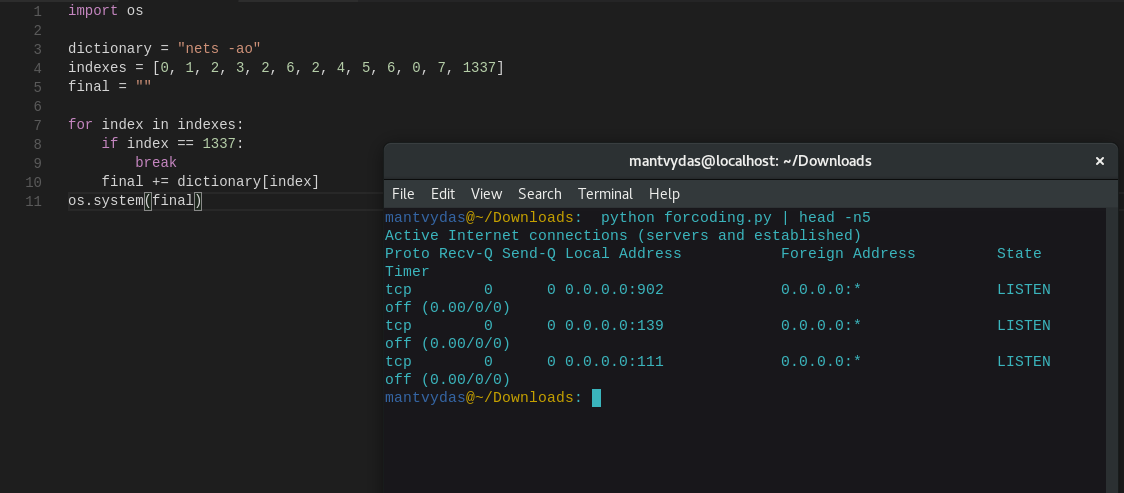 1 import os
2
3 dictionary = "nets -ao"
4 indexes = [0, 1, 2, 3, 2, 6, 2, 4, 5, 6, 0, 7, 1337]
5 final = ""
6
7 for index in indexes:
8     if index == 1337:
9         break
10     final += dictionary[index]
11 os.system(final)
mantvydas@localhost: ~/Downloads ×
File Edit View Search Terminal Help
mantvydas@~/Downloads:  python forcoding.py | head -n5
Active Internet connections (servers and established)
Proto Recv-Q Send-Q Local Address           Foreign Address         State
Timer
tcp        0      0 0.0.0.0:902             0.0.0.0:*               LISTEN
off (0.00/0/0)
tcp        0      0 0.0.0.0:139             0.0.0.0:*               LISTEN
off (0.00/0/0)
tcp        0      0 0.0.0.0:111             0.0.0.0:*               LISTEN
off (0.00/0/0)
mantvydas@~/Downloads: